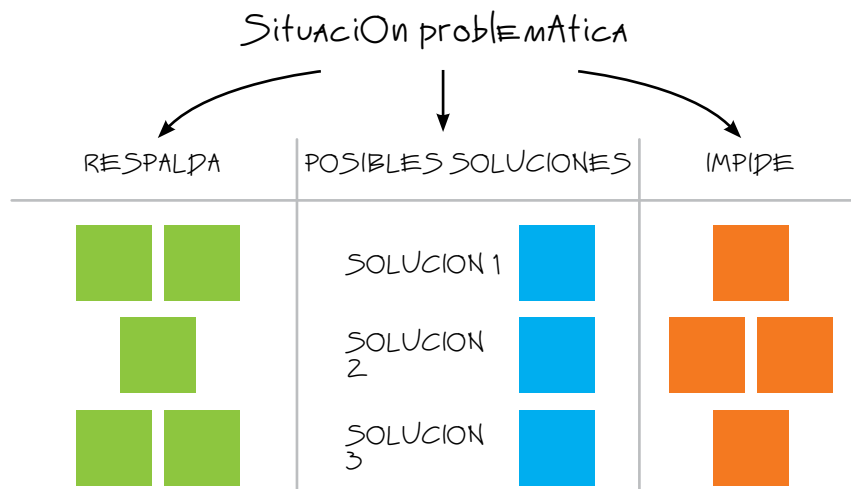 SituaciOn problEmAtica
RESPALDA
POSIBLES SOLUCIONES
IMPIDE
SOLUCION 1
SOLUCION
2
SOLUCION
3